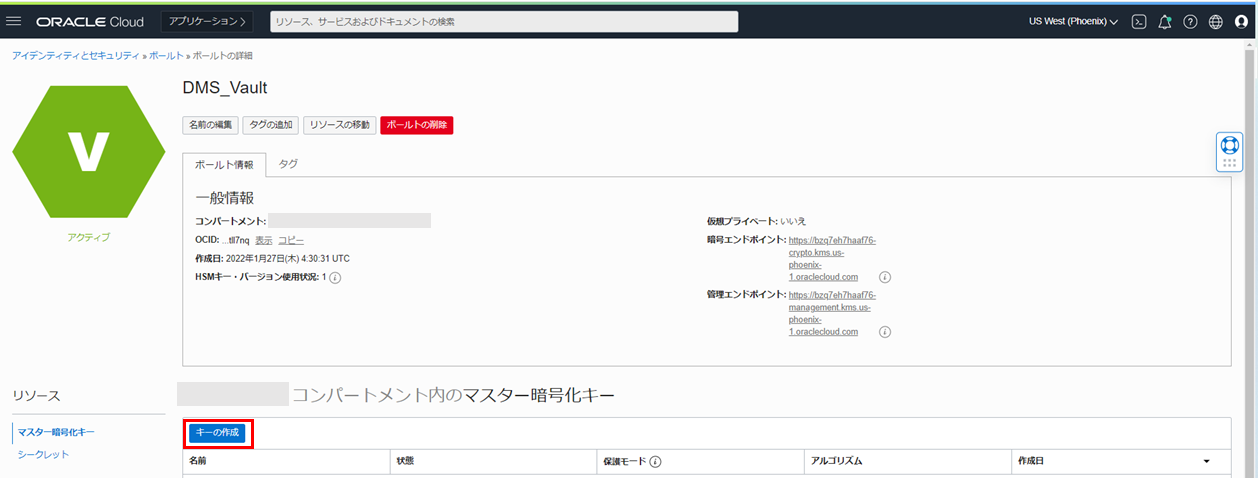 ORACLE Cloud アプリケーション リソース、サービスおよびドキュメントの検索 US West (Phoenix)
アイデンティティとセキュリティ » ボールト » ボールトの詳細
V
アクティブ
DMS_Vault
名前の編集 タグの追加 リソースの移動 ボールトの削除
ボールト情報 タグ
一般情報
コンパートメント:
OCID: ...tll7nq 表示 コピー
作成日: 2022年1月27日(木) 4:30:31 UTC
HSMキー・バージョン使用状況: 1
仮想プライベート: いいえ
暗号エンドポイント: https://bzq7eh7haaf76-
crypto.kms.us-
phoenix-
1.oraclecloud.com
管理エンドポイント: https://bzq7eh7haaf76-
management.kms.us-
phoenix-
1.oraclecloud.com
リソース
マスター暗号化キー
シークレット
コンパートメント内のマスター暗号化キー
キーの作成
名前 状態 保護モード アルゴリズム 作成日